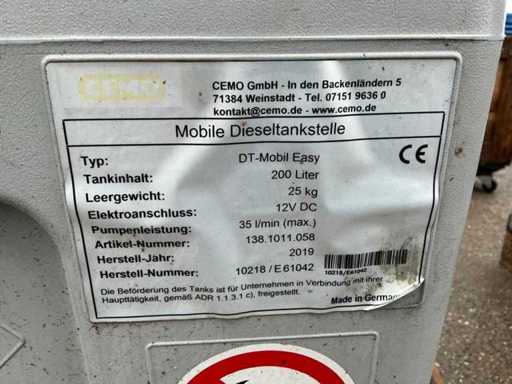 CEMO
CEMO GmbH - In den Backenländern 5
71384 Weinstadt - Tel. 07151 9636 0
kontakt@cemo.de - www.cemo.de
Mobile Dieseltankstelle
Typ: DT-Mobil Easy
CE
Tankinhalt: 200 Liter
Leergewicht: 25 kg
Elektroanschluss: 12V DC
Pumpenleistung: 35 l/min (max.)
Artikel-Nummer: 138.1011.058
Herstell-Jahr: 2019
Herstell-Nummer: 10218 / E 61042
10218 / E 61042
Die Beförderung des Tanks ist für Unternehmen in Verbindung mit ihrer
Haupttätigkeit, gemäß ADR 1.1.3.1 c), freigestellt.
Made in Germany